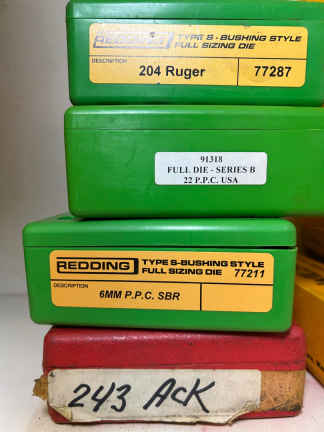 REDDING TYPE S - BUSHING STYLE
FULL SIZING DIE
DESCRIPTION
204 Ruger 77287
91318
FULL DIE - SERIES B
22 P.P.C. USA
REDDING TYPE S-BUSHING STYLE
FULL SIZING DIE 77211
DESCRIPTION
6MM P.P.C. SBR
243 Ack